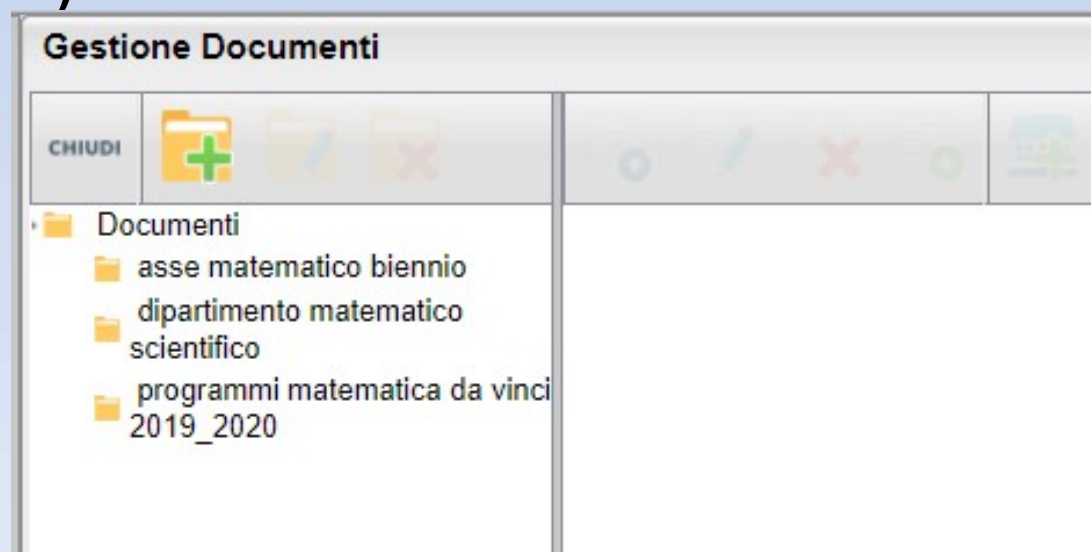 Gestione Documenti
CHIUDI
Documenti
asse matematico biennio
dipartimento matematico
scientifico
programmi matematica da vinci
2019_2020